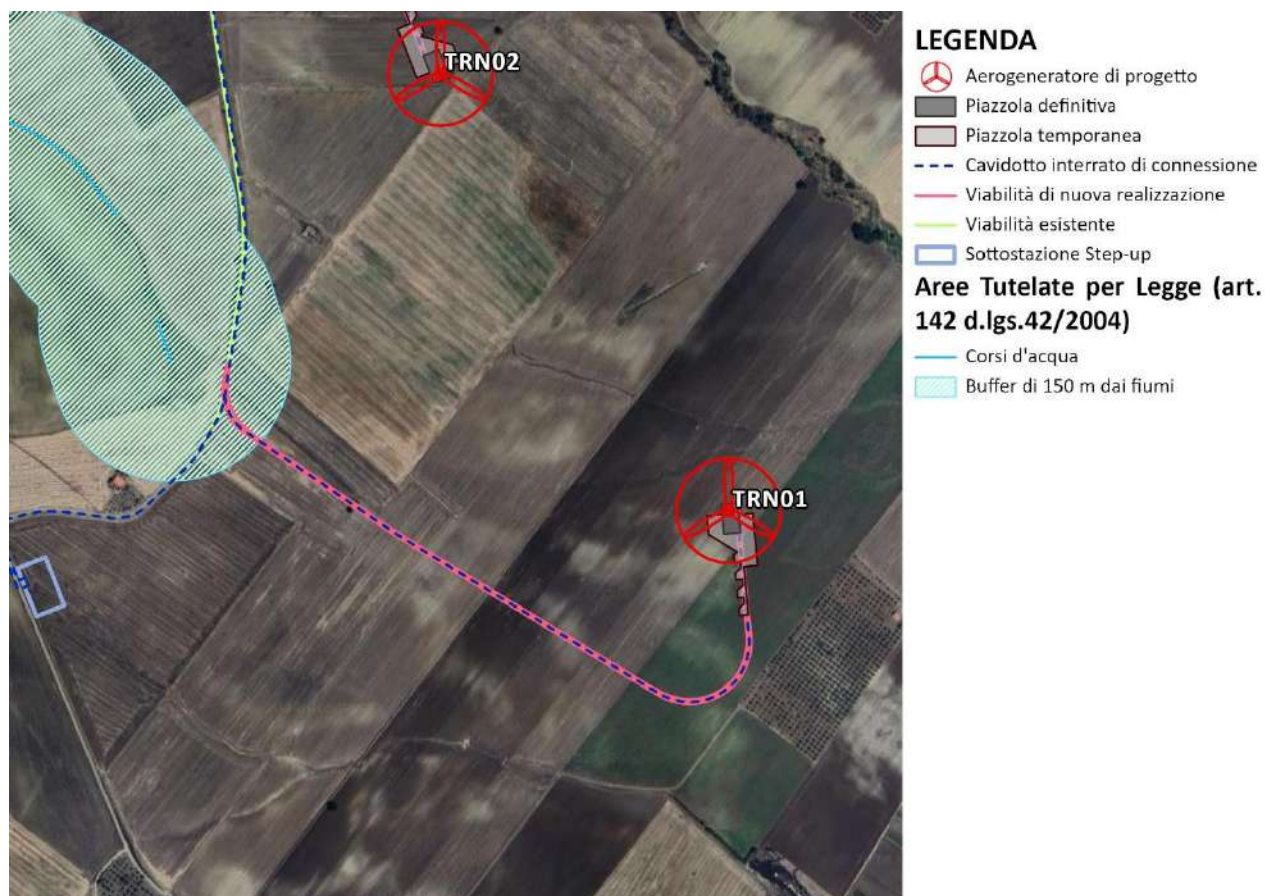 TRN02
TRN01
LEGENDA
Aerogeneratore di progetto
Piazzola definitiva
Piazzola temporanea
Cavidotto interrato di connessione
Viabilità di nuova realizzazione
Viabilità esistente
Sottostazione Step-up
Aree Tutelate per Legge (art.
142 d.lgs.42/2004)
Corsi d'acqua
Buffer di 150 m dai fiumi